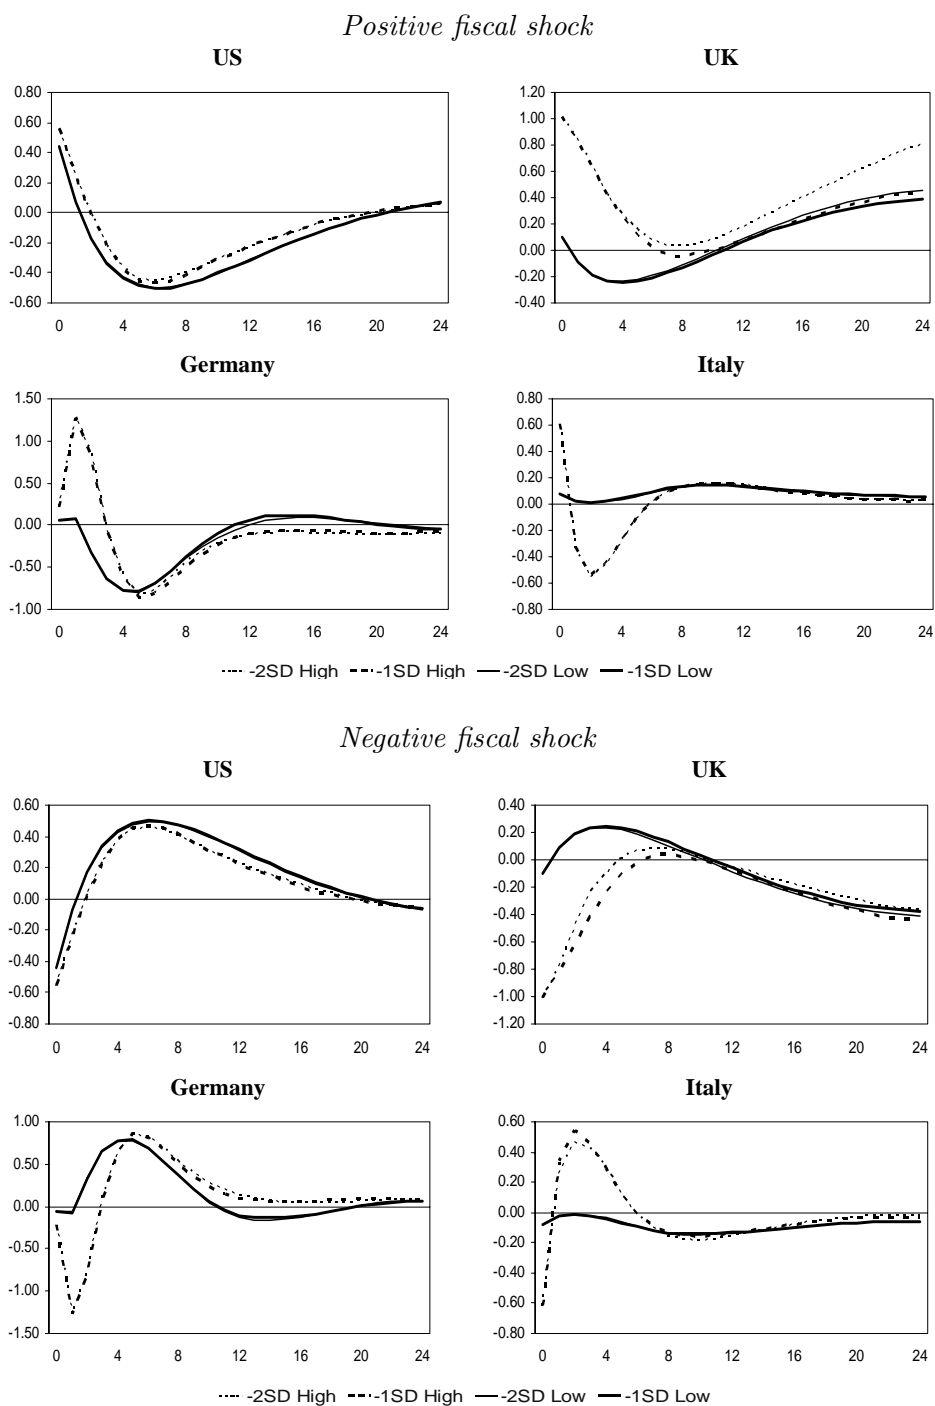 Positive fiscal shock
US UK
0.80 1.20
0.60 1.00
0.40 0.80
0.20 0.60
0.00 0.40
-0.20 0.20
-0.40 0.00
-0.60 -0.20
-0.40
0 4 8 12 16 20 24 0 4 8 12 16 20 24
Germany Italy
1.50 0.80
1.00 0.60
0.50 0.40
0.00 0.20
-0.50 0.00
-1.00 -0.20
-0.40
-0.60
-0.80
0 4 8 12 16 20 24 0 4 8 12 16 20 24
-2SD High -1SD High -2SD Low -1SD Low
Negative fiscal shock
US UK
0.60 0.40
0.40 0.20
0.20 0.00
0.00 -0.20
-0.20 -0.40
-0.40 -0.60
-0.60 -0.80
-0.80 -1.00
-1.20
0 4 8 12 16 20 24 0 4 8 12 16 20 24
Germany Italy
1.00 0.60
0.50 0.40
0.00 0.20
-0.50 0.00
-1.00 -0.20
-1.50 -0.40
-0.60
-0.80
0 4 8 12 16 20 24 0 4 8 12 16 20 24
-2SD High -1SD High -2SD Low -1SD Low